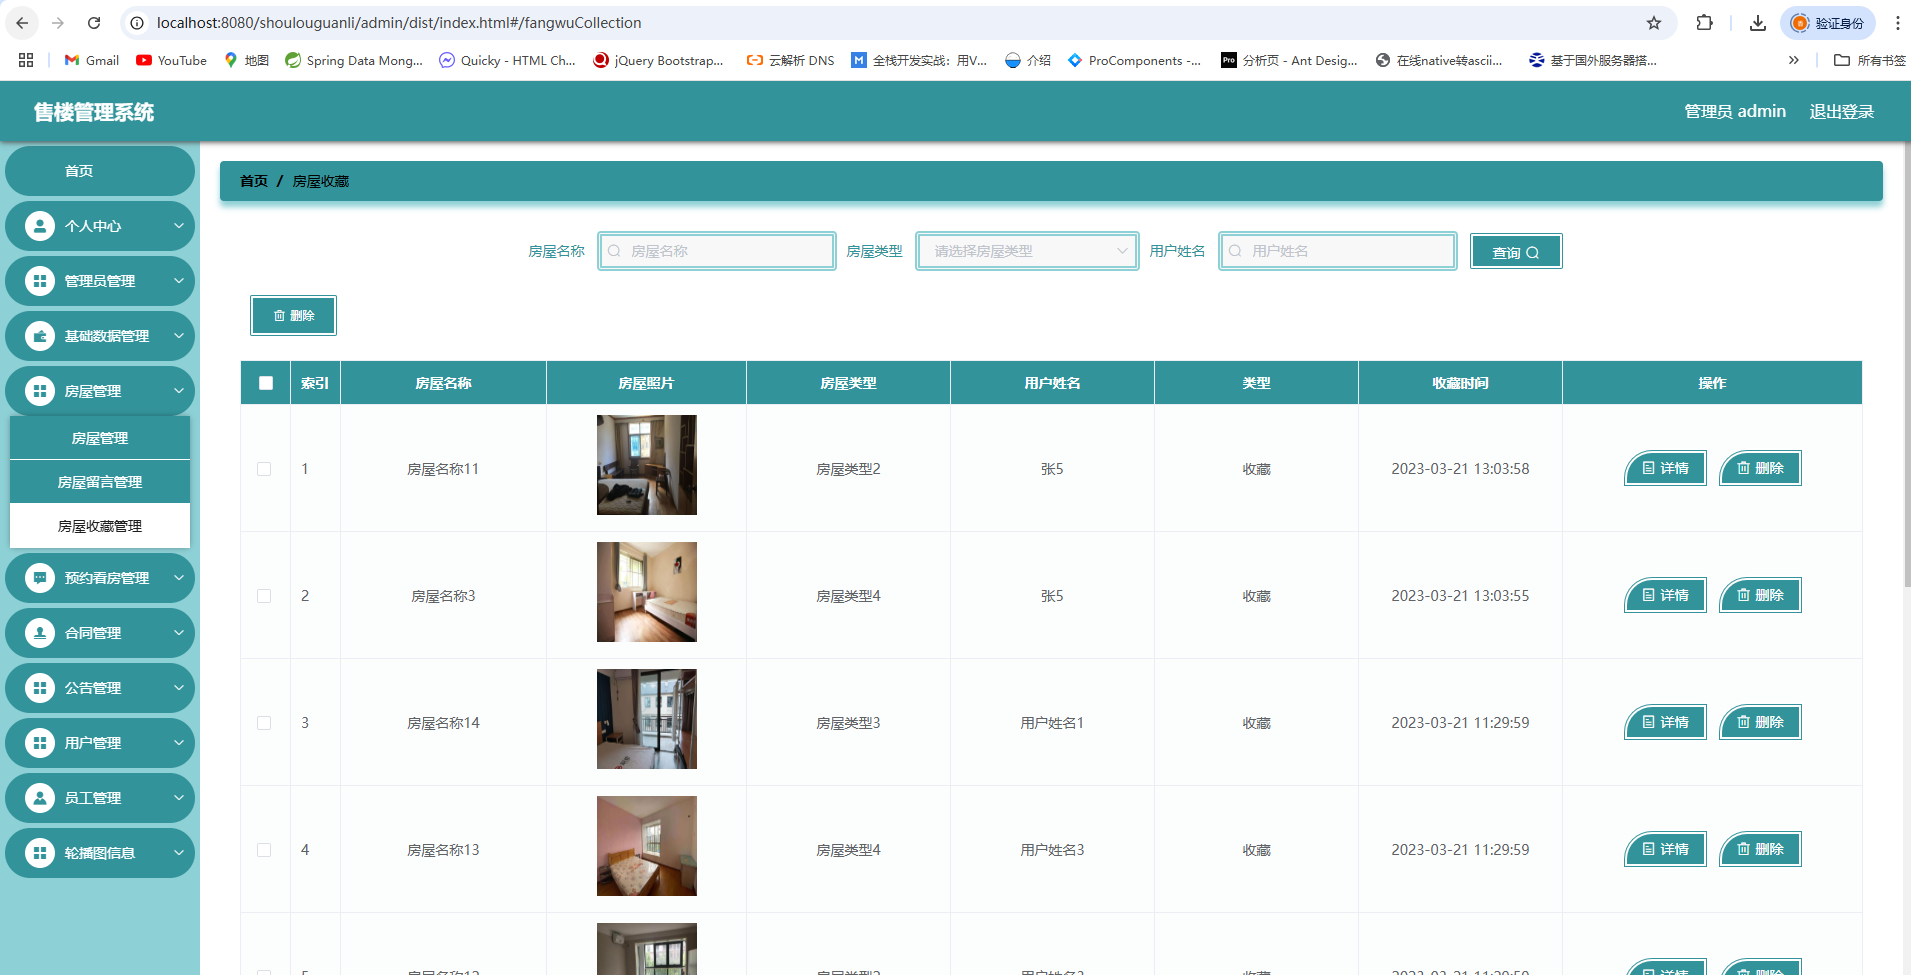 localhost:8080/shoulouguanli/admin/dist/index.html#/fangwuCollection
验证身份
Gmail
YouTube
地图
Spring Data Mong...
Quicky - HTML Ch...
jQuery Bootstrap...
云解析 DNS
全栈开发实战：用V...
介绍
ProComponents -...
Pro 分析页 - Ant Desig...
在线native转ascii...
基于国外服务器搭...
所有书签
售楼管理系统
管理员 admin
退出登录
首页
个人中心
管理员管理
基础数据管理
房屋管理
房屋管理
房屋留言管理
房屋收藏管理
预约看房管理
合同管理
公告管理
用户管理
员工管理
轮播图信息
首页 / 房屋收藏
房屋名称 房屋名称 房屋类型 请选择房屋类型 用户姓名 用户姓名 查询
删除
索引 房屋名称 房屋照片 房屋类型 用户姓名 类型 收藏时间 操作
1 房屋名称11 房屋类型2 张5 收藏 2023-03-21 13:03:58 详情 删除
2 房屋名称3 房屋类型4 张5 收藏 2023-03-21 13:03:55 详情 删除
3 房屋名称14 房屋类型3 用户姓名1 收藏 2023-03-21 11:29:59 详情 删除
4 房屋名称13 房屋类型4 用户姓名3 收藏 2023-03-21 11:29:59 详情 删除